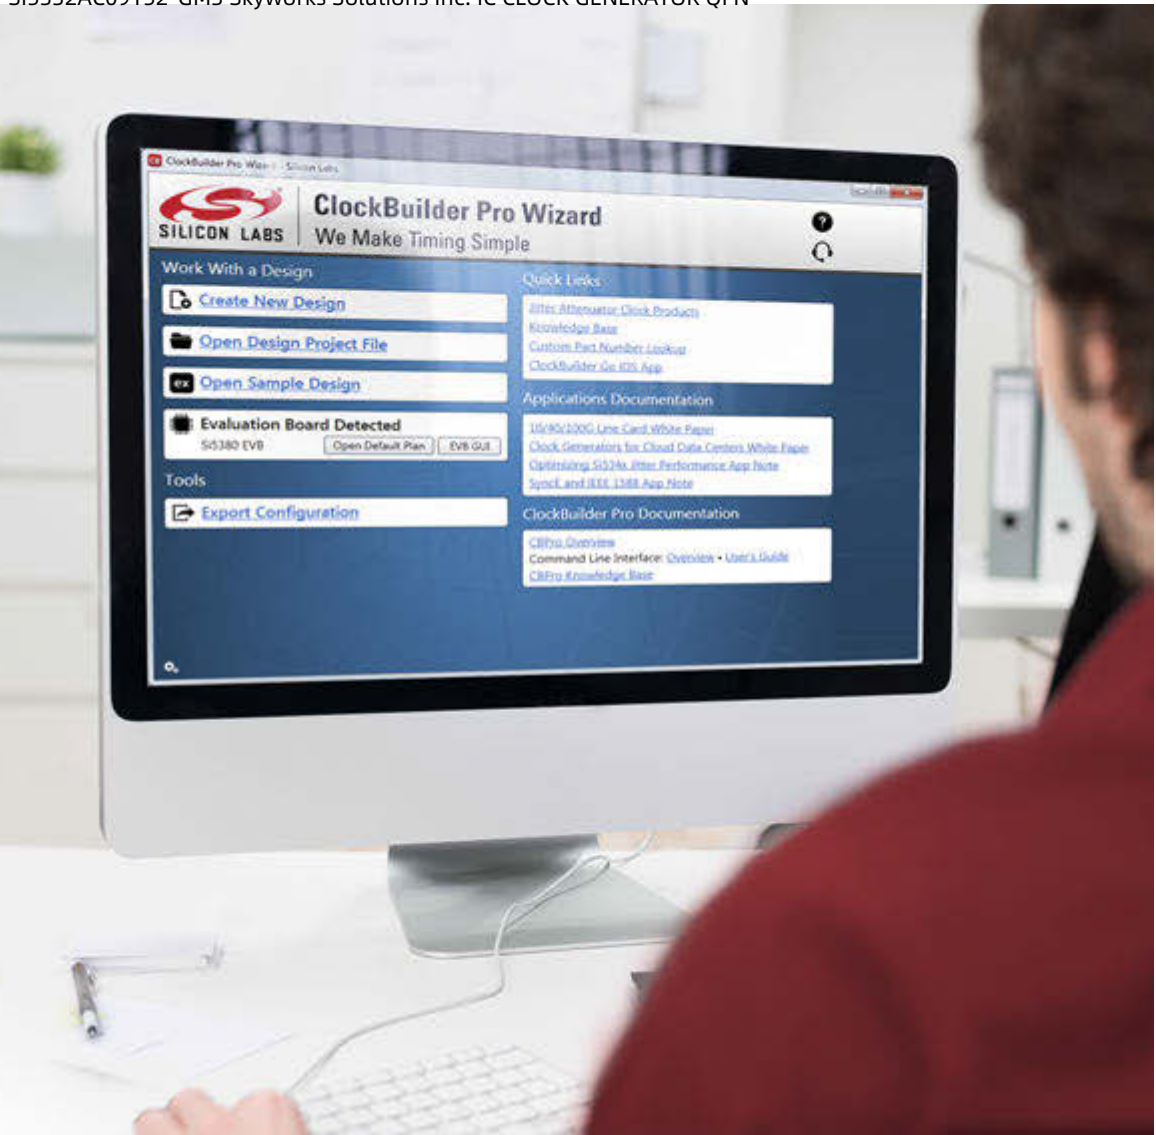 ClockBuilder Pro Wizard - Silicon Labs
SILICON LABS
ClockBuilder Pro Wizard
We Make Timing Simple
?
Work With a Design
Create New Design
Open Design Project File
ex Open Sample Design
Evaluation Board Detected
Si5380 EVB
Open Default Plan
EVB GUI
Tools
Export Configuration
Quick Links
Jitter Attenuator Clock Products
Knowledge Base
Custom Part Number Lookup
ClockBuilder Go iOS App
Applications Documentation
10/40/100G Line Card White Paper
Clock Generators for Cloud Data Centers White Paper
Optimizing Si534x Jitter Performance App Note
SyncE and IEEE 1588 App Note
ClockBuilder Pro Documentation
CBPro Overview
Command Line Interface: Overview • User's Guide
CBPro Knowledge Base